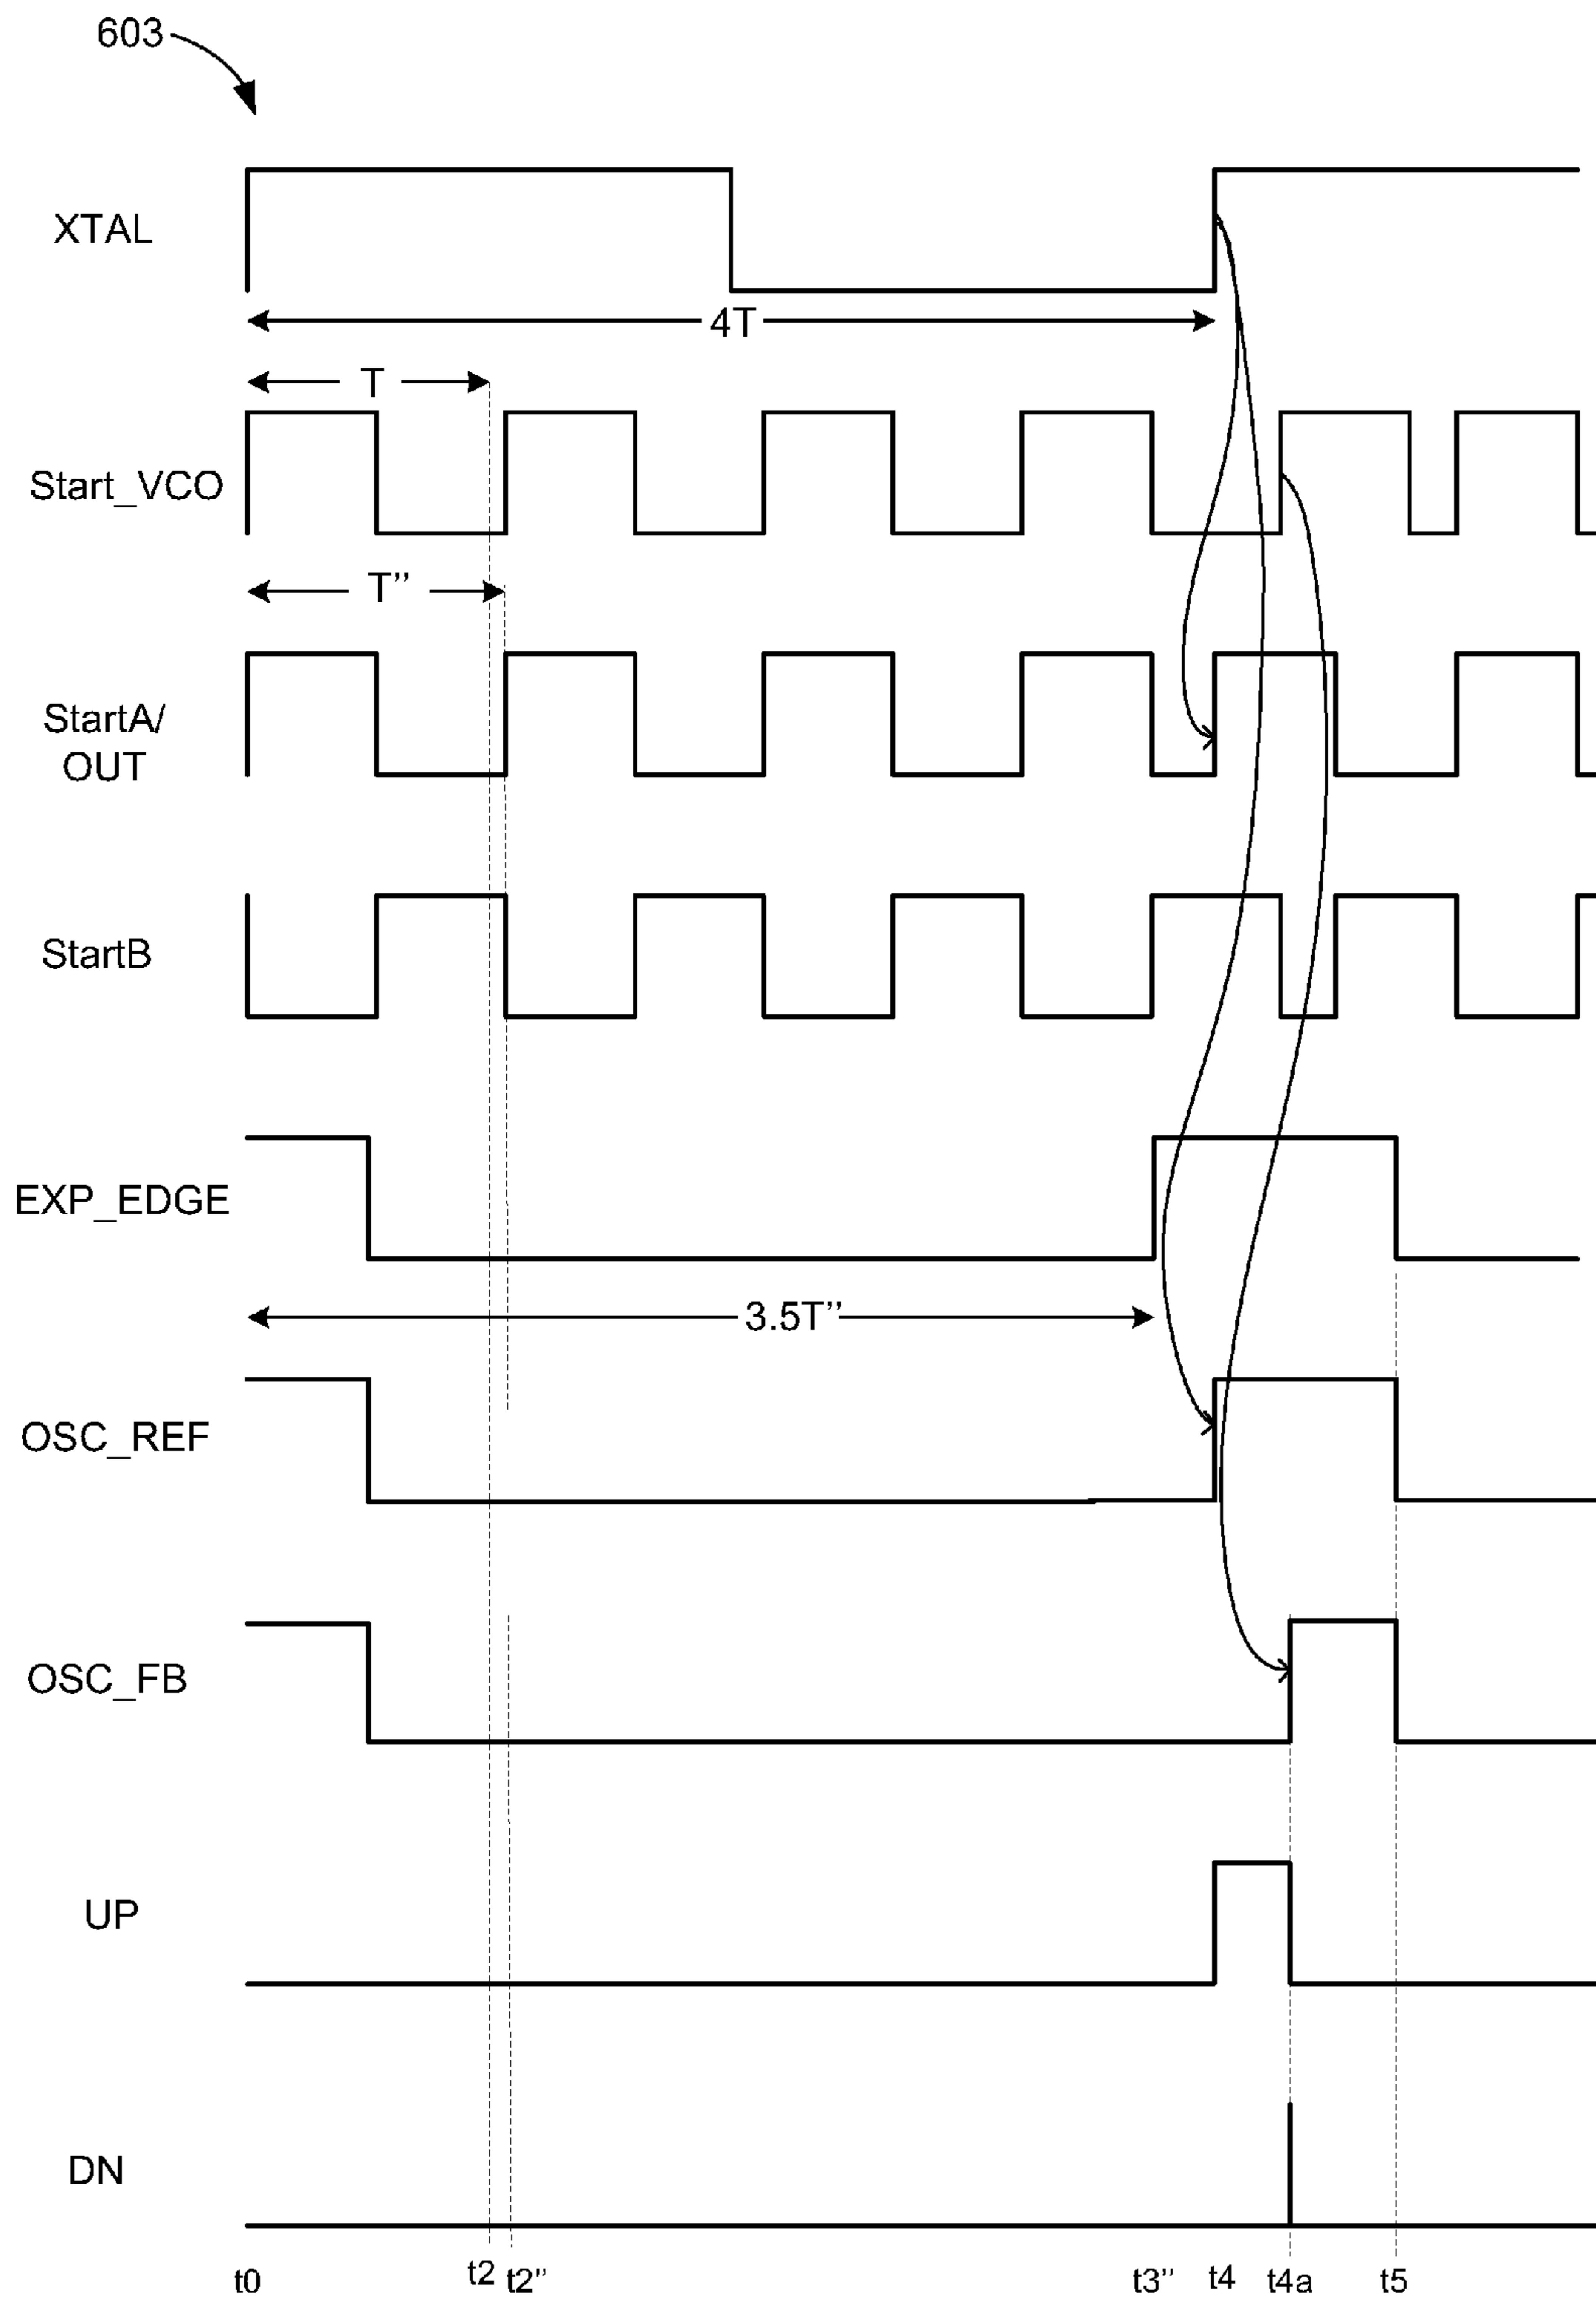 603
XTAL
4T
T
Start_VCO
T”
StartA/
OUT
StartB
EXP_EDGE
3.5T”
OSC_REF
OSC_FB
UP
DN
t0 t2 t2” t3” t4 t4a t5